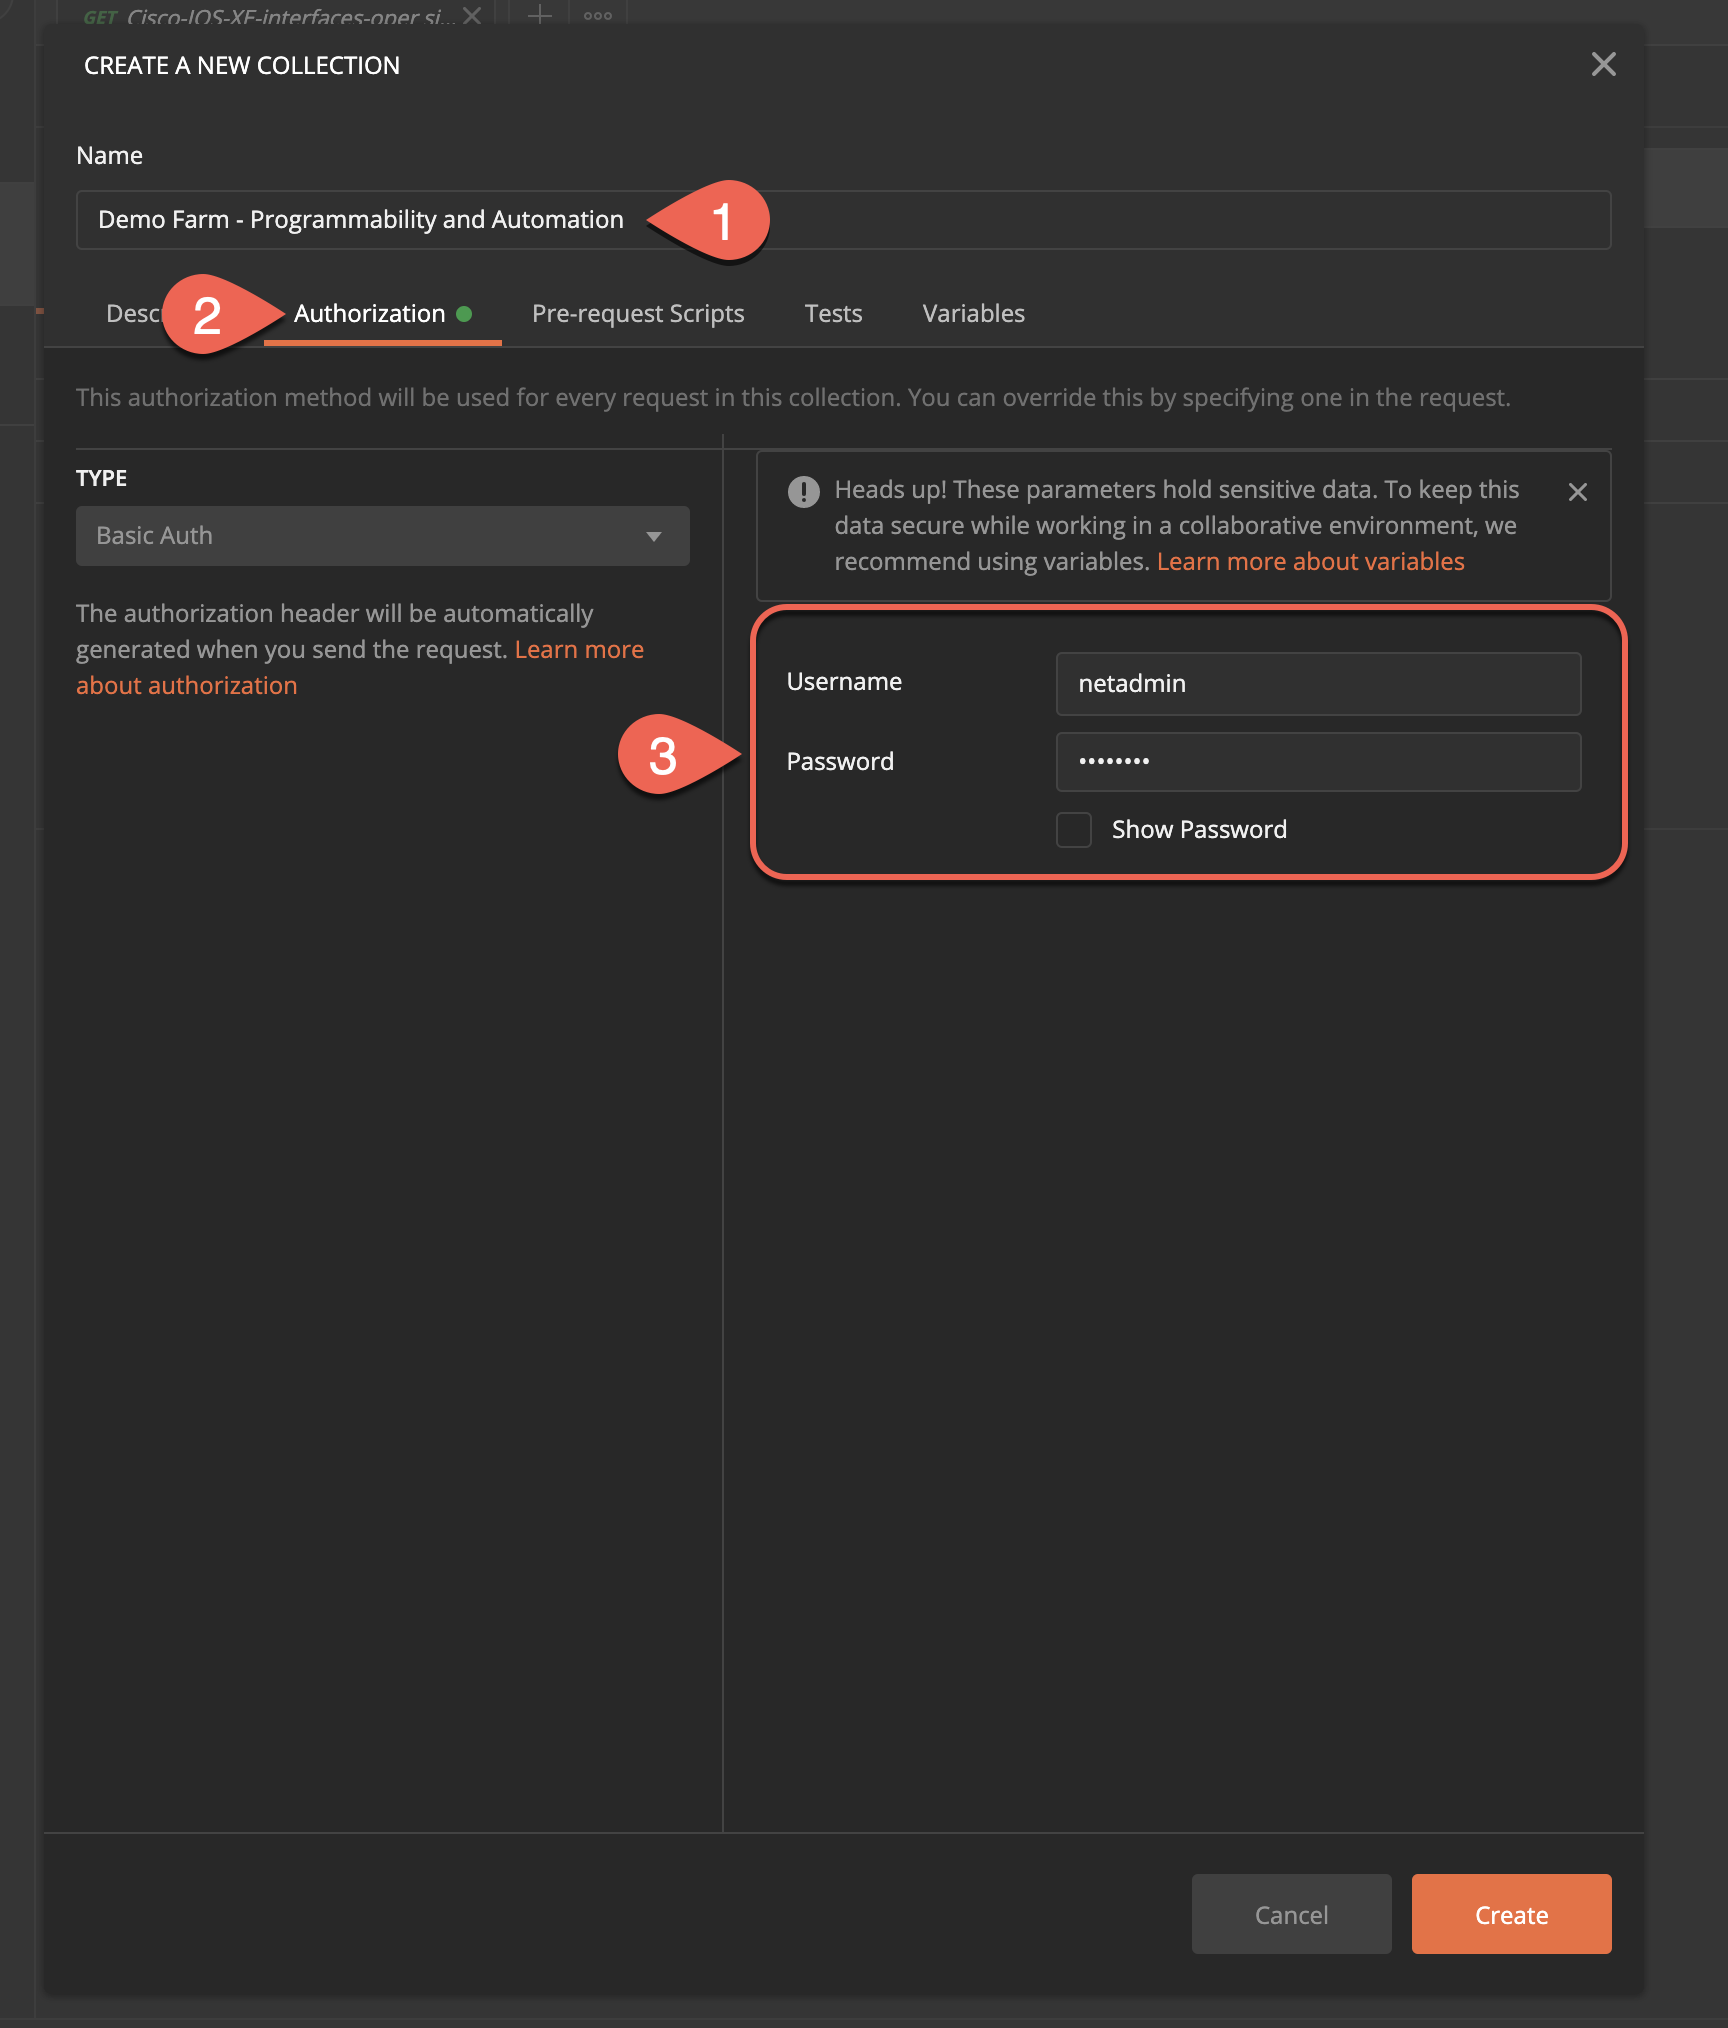 GET Cisco-IOS-XE-interfaces-oper si...
CREATE A NEW COLLECTION
Name
Demo Farm - Programmability and Automation
1
Desc
2
Authorization
Pre-request Scripts
Tests
Variables
This authorization method will be used for every request in this collection. You can override this by specifying one in the request.
TYPE
Basic Auth
The authorization header will be automatically
generated when you send the request. Learn more
about authorization
Heads up! These parameters hold sensitive data. To keep this
data secure while working in a collaborative environment, we
recommend using variables. Learn more about variables
3
Username
netadmin
Password
••••••••
Show Password
Cancel
Create